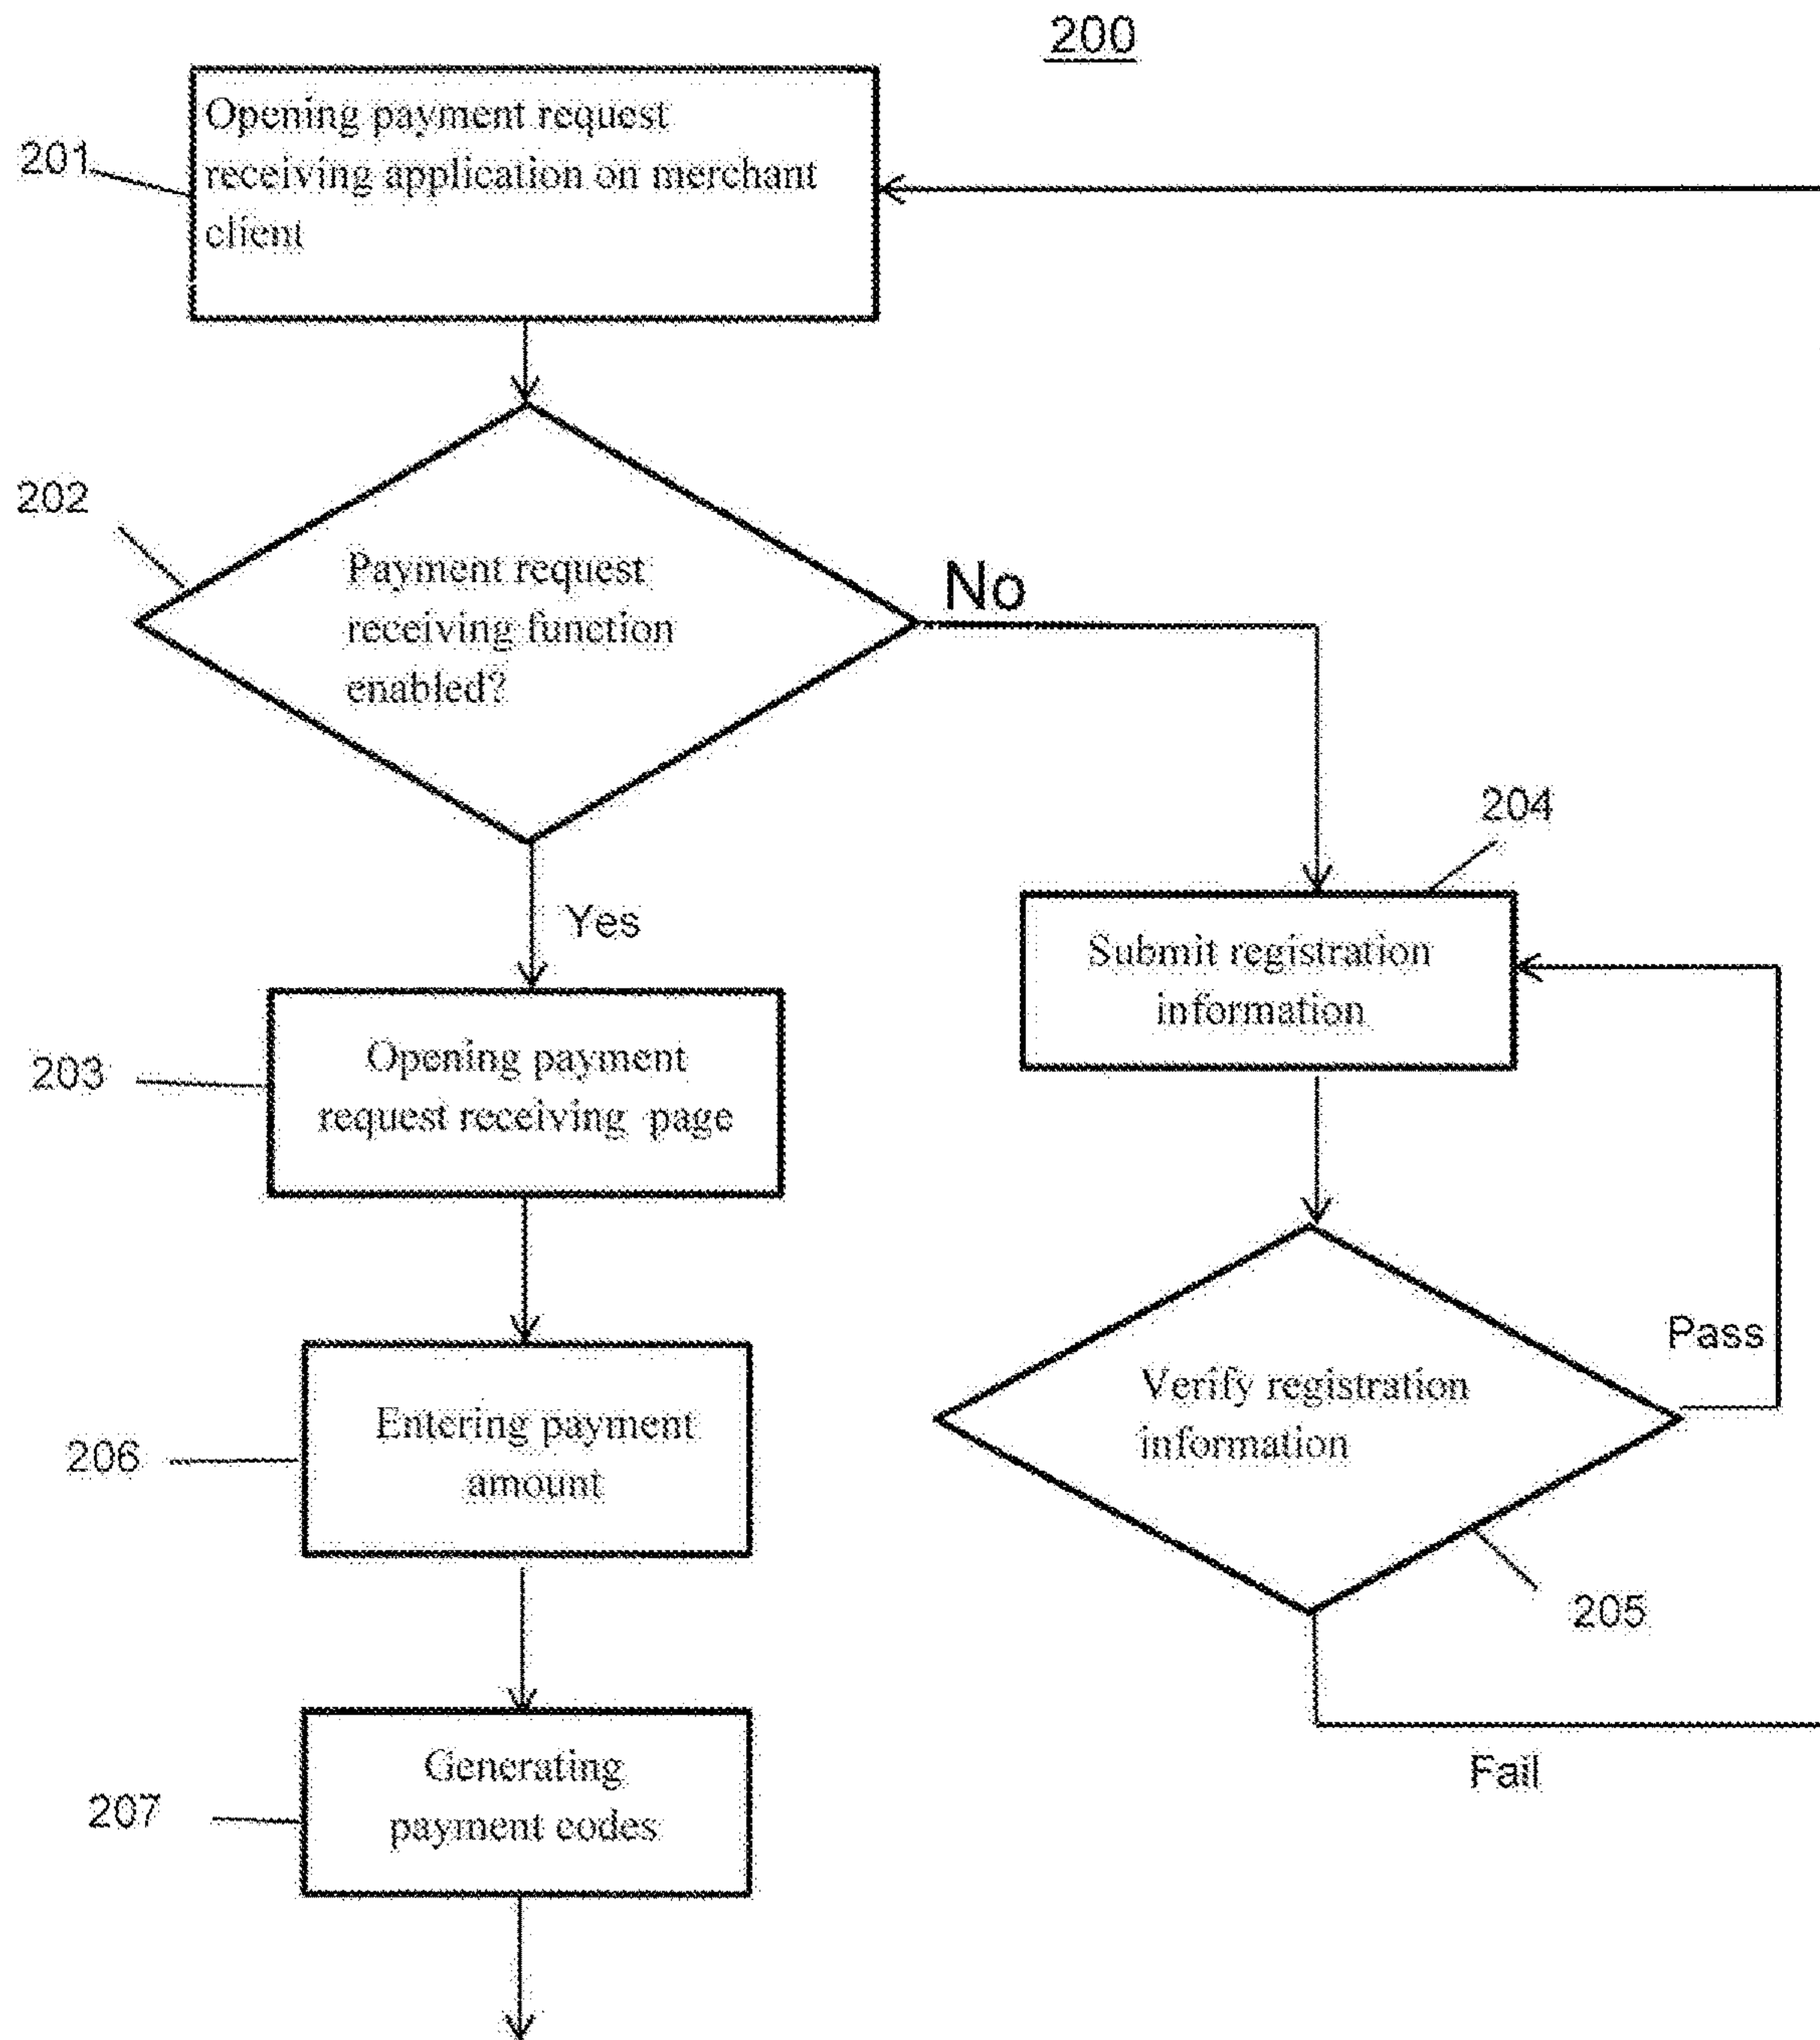 200
201
Opening payment request
receiving application on merchant
client
202
Payment request
receiving function
enabled?
No
Yes
204
Submit registration
information
203
Opening payment
request receiving page
Pass
Verify registration
information
205
206
Entering payment
amount
Fail
207
Generating
payment codes